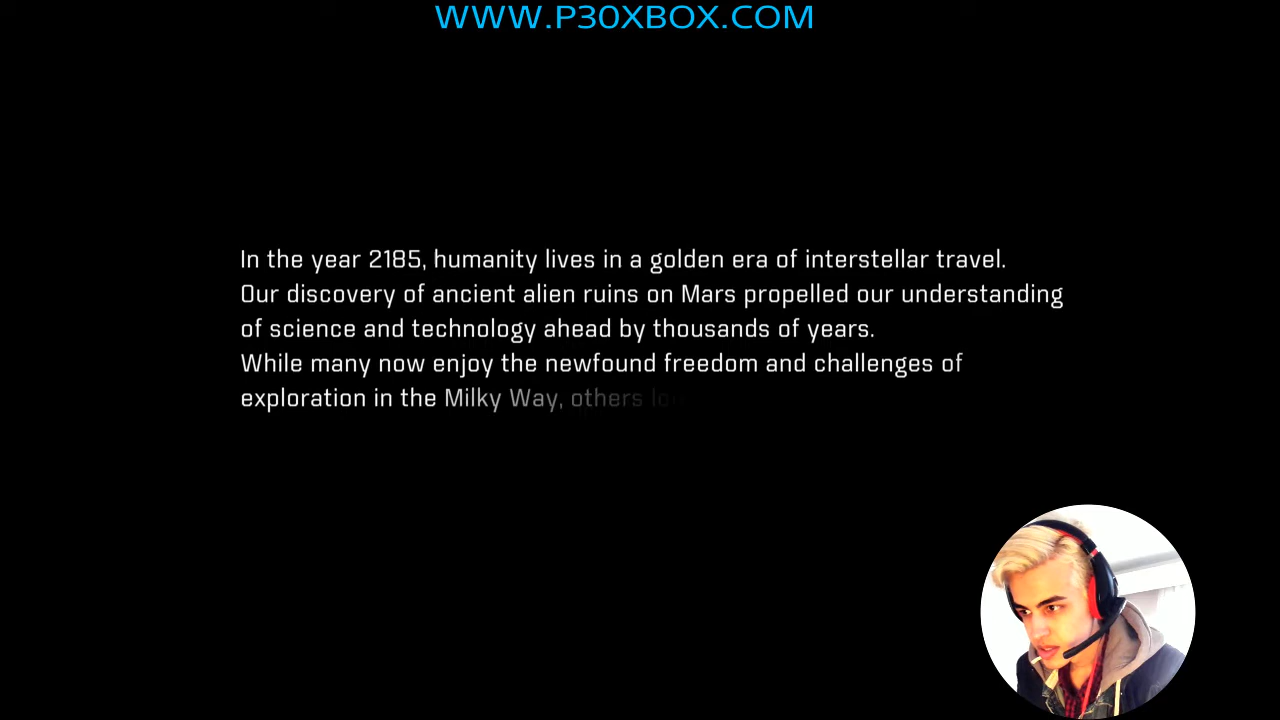 WWW.P30XBOX.COM
In the year 2185, humanity lives in a golden era of interstellar travel.
Our discovery of ancient alien ruins on Mars propelled our understanding
of science and technology ahead by thousands of years.
While many now enjoy the newfound freedom and challenges of
exploration in the Milky Way, others